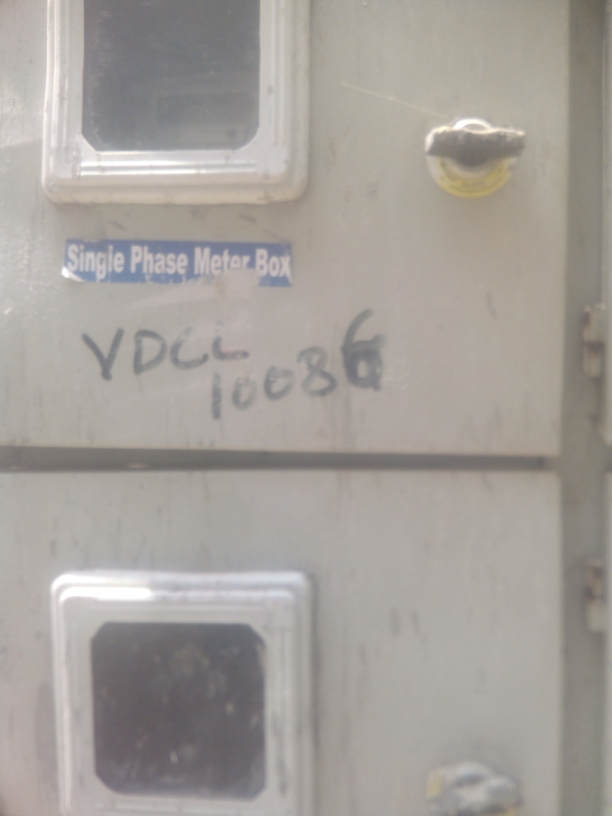 Single Phase Meter Box
VDCL
10086